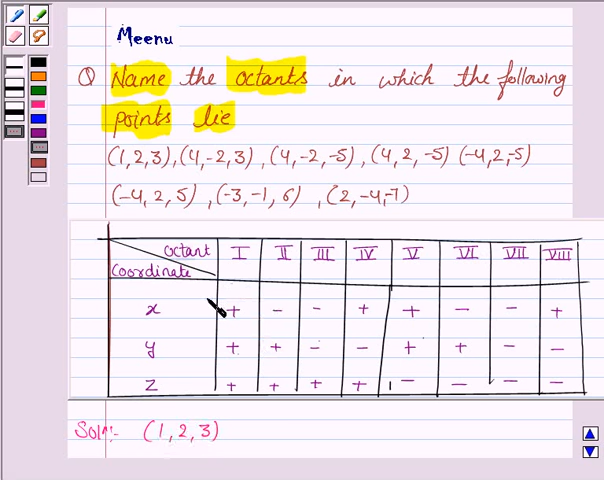 Meenu
Q Name the octants in which the following
points lie
(1,2,3),(4,-2,3), (4,-2,-5), (4,2,-5) (-4,2,-5)
(-4, 2, 5), (-3,-1, 6), (2,-4,-7)
octant I II III IV V VI VII VIII
Coordinate
x + - - + + - - +
y + + - - + + - -
z + + + + - - - -
Soln:- (1, 2, 3)